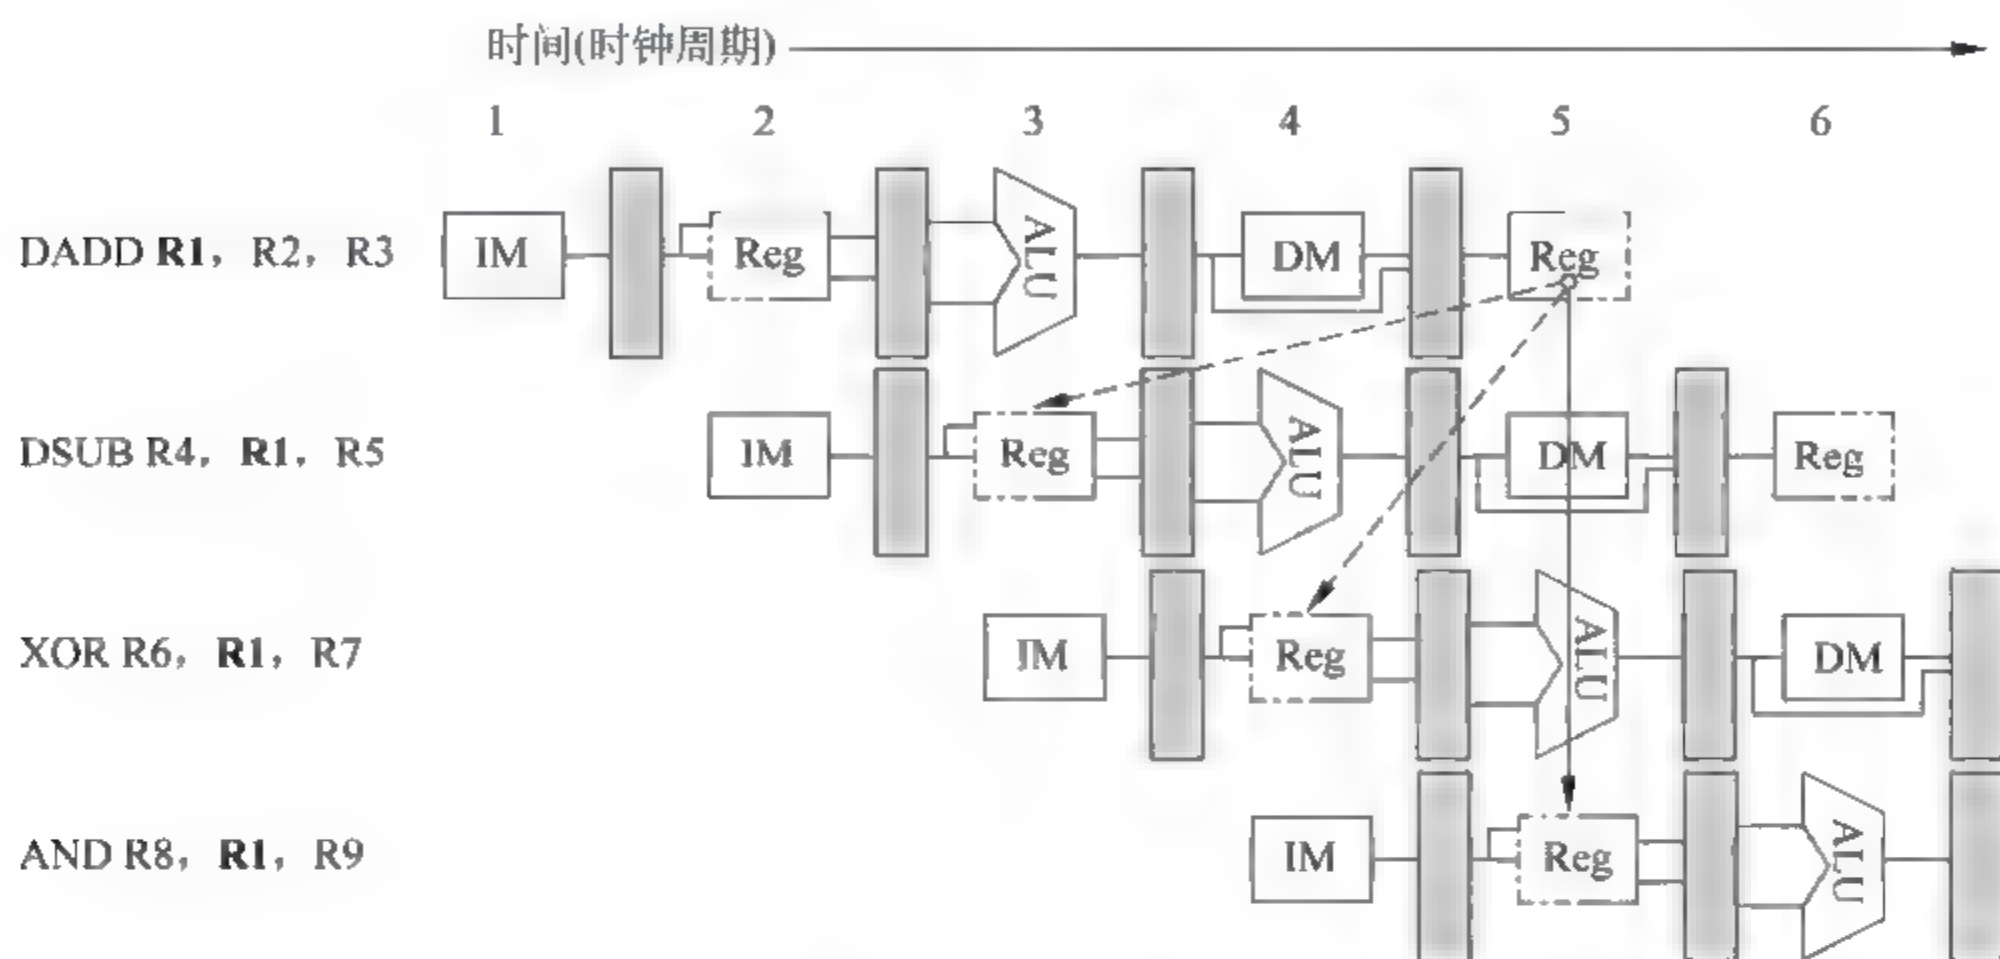 时间(时钟周期)
1 2 3 4 5 6
DADD R1, R2, R3 IM Reg ALU DM Reg
DSUB R4, R1, R5 IM Reg ALU DM Reg
XOR R6, R1, R7 IM Reg ALU DM
AND R8, R1, R9 IM Reg ALU